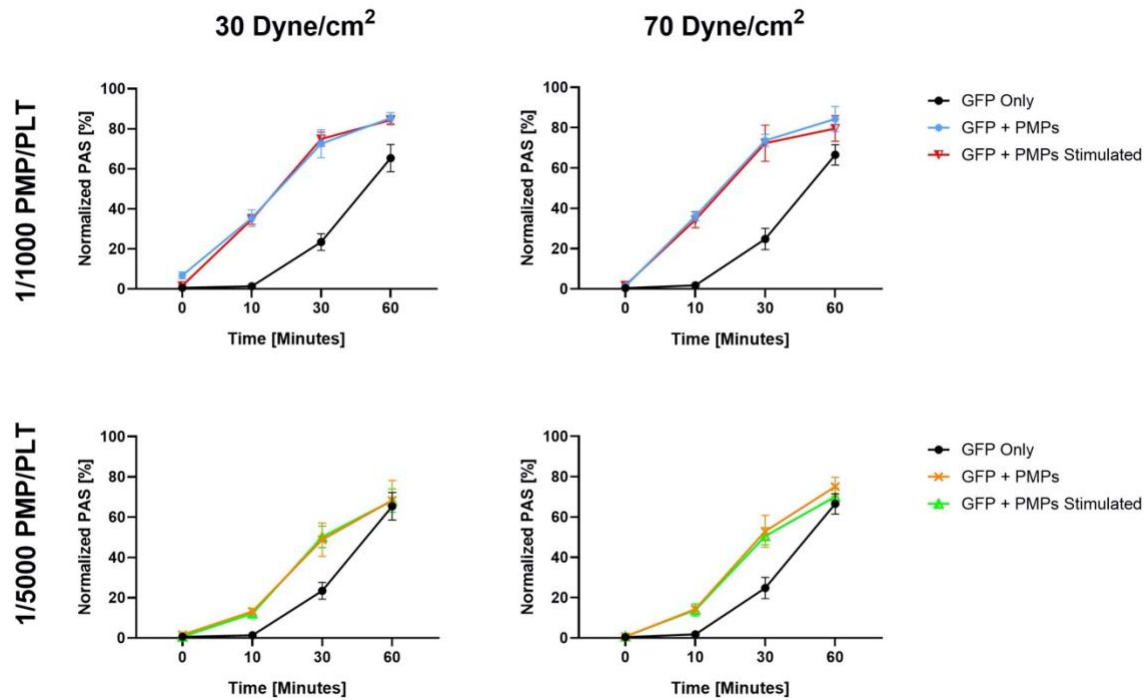 30 Dyne/cm²
70 Dyne/cm²
1/1000 PMP/PLT
Normalized PAS [%]
100
80
60
40
20
0
0 10 30 60
Time [Minutes]
Normalized PAS [%]
100
80
60
40
20
0
0 10 30 60
Time [Minutes]
GFP Only
GFP + PMPs
GFP + PMPs Stimulated
1/5000 PMP/PLT
Normalized PAS [%]
100
80
60
40
20
0
0 10 30 60
Time [Minutes]
Normalized PAS [%]
100
80
60
40
20
0
0 10 30 60
Time [Minutes]
GFP Only
GFP + PMPs
GFP + PMPs Stimulated